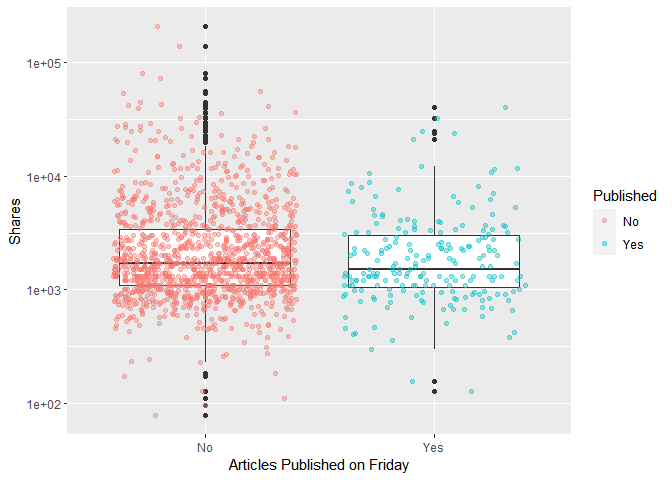 1e+05
1e+04
1e+03
1e+02
Shares
No
Yes
Articles Published on Friday
Published
No
Yes